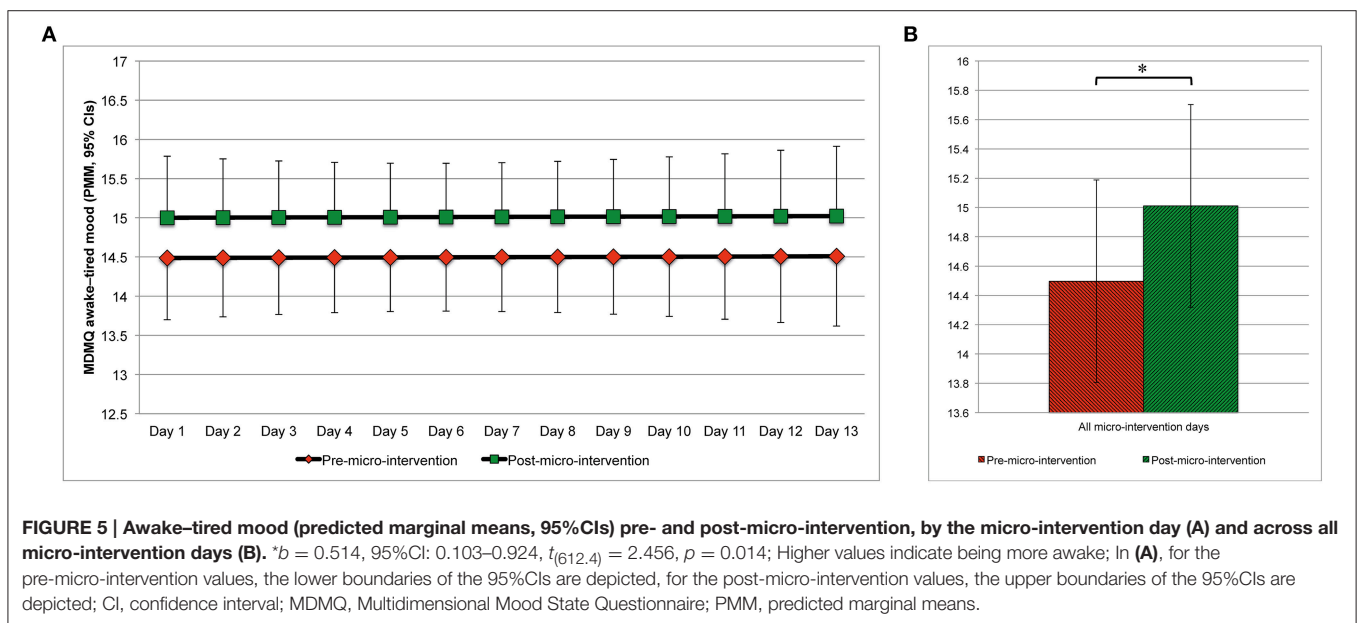 A
MDMQ awake–tired mood (PMM, 95% CIs)
17
16.5
16
15.5
15
14.5
14
13.5
13
12.5
Day 1 Day 2 Day 3 Day 4 Day 5 Day 6 Day 7 Day 8 Day 9 Day 10 Day 11 Day 12 Day 13
Pre-micro-intervention Post-micro-intervention
B
16
15.8
15.6
15.4
15.2
15
14.8
14.6
14.4
14.2
14
13.8
13.6
*
All micro-intervention days
Pre-micro-intervention Post-micro-intervention
FIGURE 5 | Awake–tired mood (predicted marginal means, 95%CIs) pre- and post-micro-intervention, by the micro-intervention day (A) and across all
micro-intervention days (B). *b = 0.514, 95%CI: 0.103–0.924, t(612.4) = 2.456, p = 0.014; Higher values indicate being more awake; In (A), for the
pre-micro-intervention values, the lower boundaries of the 95%CIs are depicted, for the post-micro-intervention values, the upper boundaries of the 95%CIs are
depicted; CI, confidence interval; MDMQ, Multidimensional Mood State Questionnaire; PMM, predicted marginal means.